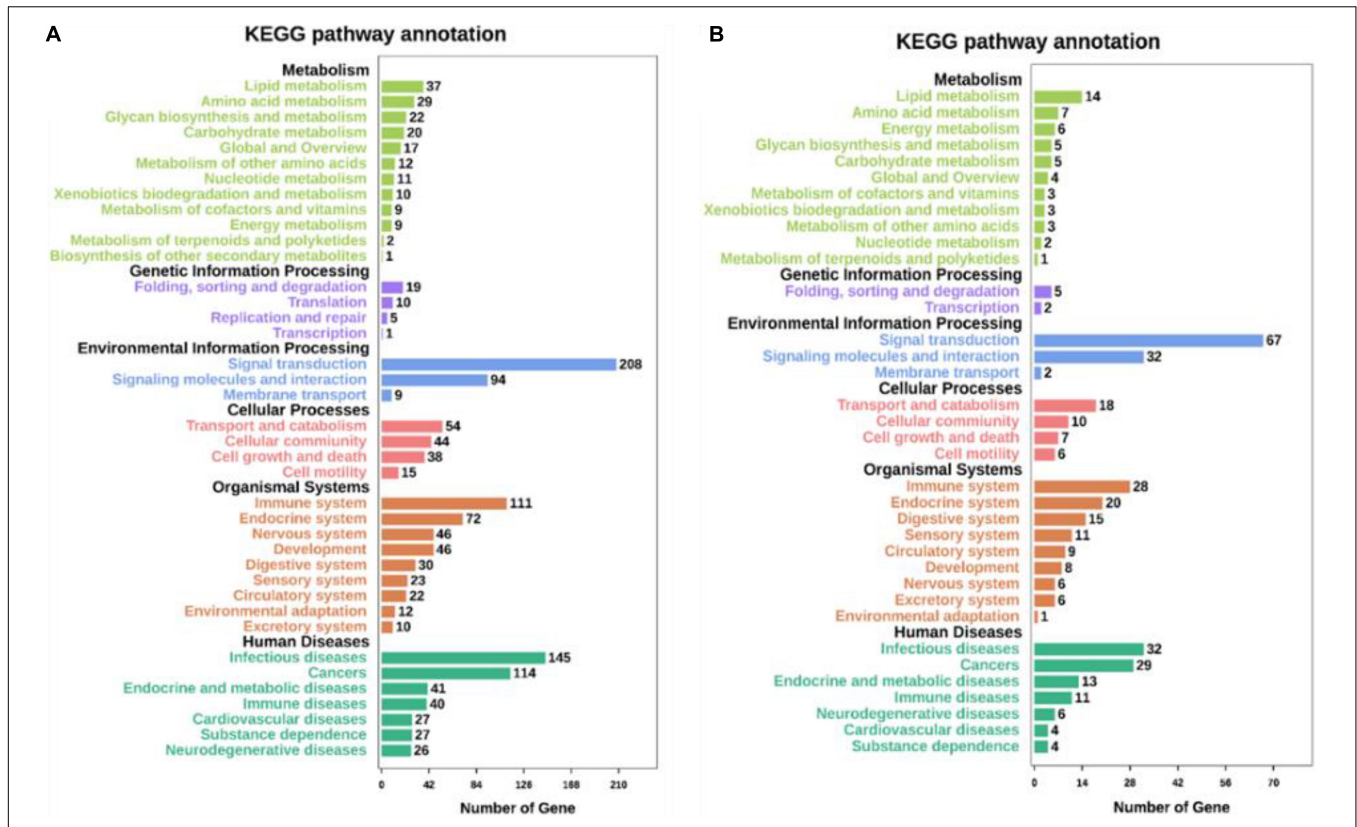 A
KEGG pathway annotation
Metabolism
Lipid metabolism 37
Amino acid metabolism 29
Glycan biosynthesis and metabolism 22
Carbohydrate metabolism 20
Global and Overview 17
Metabolism of other amino acids 12
Nucleotide metabolism 11
Xenobiotics biodegradation and metabolism 10
Metabolism of cofactors and vitamins 9
Energy metabolism 9
Metabolism of terpenoids and polyketides 2
Biosynthesis of other secondary metabolites 1
Genetic Information Processing
Folding, sorting and degradation 19
Translation 10
Replication and repair 5
Transcription 1
Environmental Information Processing
Signal transduction 208
Signaling molecules and interaction 94
Membrane transport 9
Cellular Processes
Transport and catabolism 54
Cellular commiunity 44
Cell growth and death 38
Cell motility 15
Organismal Systems
Immune system 111
Endocrine system 72
Nervous system 46
Development 46
Digestive system 30
Sensory system 23
Circulatory system 22
Environmental adaptation 12
Excretory system 10
Human Diseases
Infectious diseases 145
Cancers 114
Endocrine and metabolic diseases 41
Immune diseases 40
Cardiovascular diseases 27
Substance dependence 27
Neurodegenerative diseases 26
0 42 84 126 168 210
Number of Gene
B
KEGG pathway annotation
Metabolism
Lipid metabolism 14
Amino acid metabolism 7
Energy metabolism 6
Glycan biosynthesis and metabolism 5
Carbohydrate metabolism 5
Global and Overview 4
Metabolism of cofactors and vitamins 3
Xenobiotics biodegradation and metabolism 3
Metabolism of other amino acids 3
Nucleotide metabolism 2
Metabolism of terpenoids and polyketides 1
Genetic Information Processing
Folding, sorting and degradation 5
Transcription 2
Environmental Information Processing
Signal transduction 67
Signaling molecules and interaction 32
Membrane transport 2
Cellular Processes
Transport and catabolism 18
Cellular commiunity 10
Cell growth and death 7
Cell motility 6
Organismal Systems
Immune system 28
Endocrine system 20
Digestive system 15
Sensory system 11
Circulatory system 9
Development 8
Nervous system 6
Excretory system 6
Environmental adaptation 1
Human Diseases
Infectious diseases 32
Cancers 29
Endocrine and metabolic diseases 13
Immune diseases 11
Neurodegenerative diseases 6
Cardiovascular diseases 4
Substance dependence 4
0 14 28 42 56 70
Number of Gene